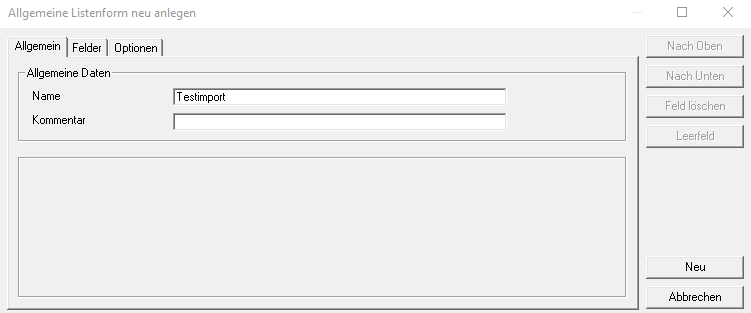 Allgemeine Listenform neu anlegen
Allgemein Felder Optionen
Allgemeine Daten
Name Testimport
Kommentar
Nach Oben
Nach Unten
Feld löschen
Leerfeld
Neu
Abbrechen